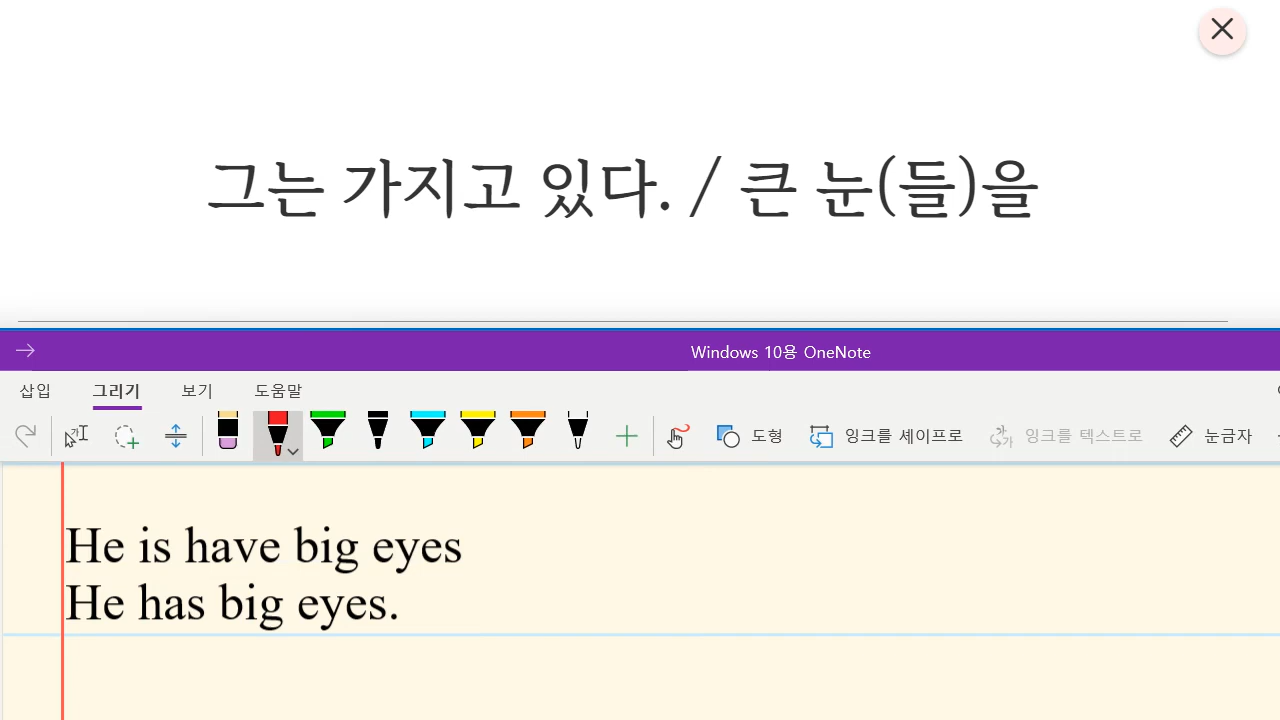 그는 가지고 있다. / 큰 눈(들)을
Windows 10용 OneNote
삽입 그리기 보기 도움말
도형 잉크를 셰이프로 잉크를 텍스트로 눈금자
He is have big eyes
He has big eyes.